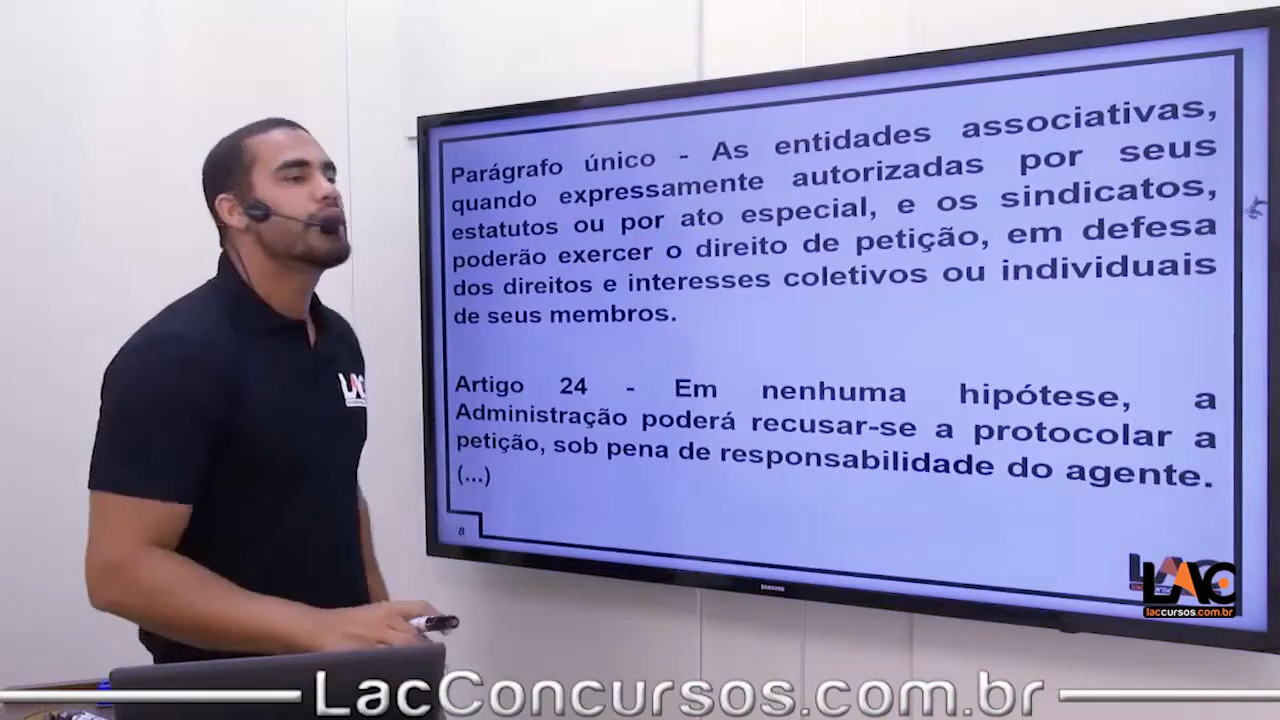 Parágrafo único - As entidades associativas,
quando expressamente autorizadas por seus
estatutos ou por ato especial, e os sindicatos,
poderão exercer o direito de petição, em defesa
dos direitos e interesses coletivos ou individuais
de seus membros.
Artigo 24 - Em nenhuma hipótese, a
Administração poderá recusar-se a protocolar a
petição, sob pena de responsabilidade do agente.
(...)
8
LAC
SAMSUNG
LAC
laccursos.com.br
LacConcursos.com.br